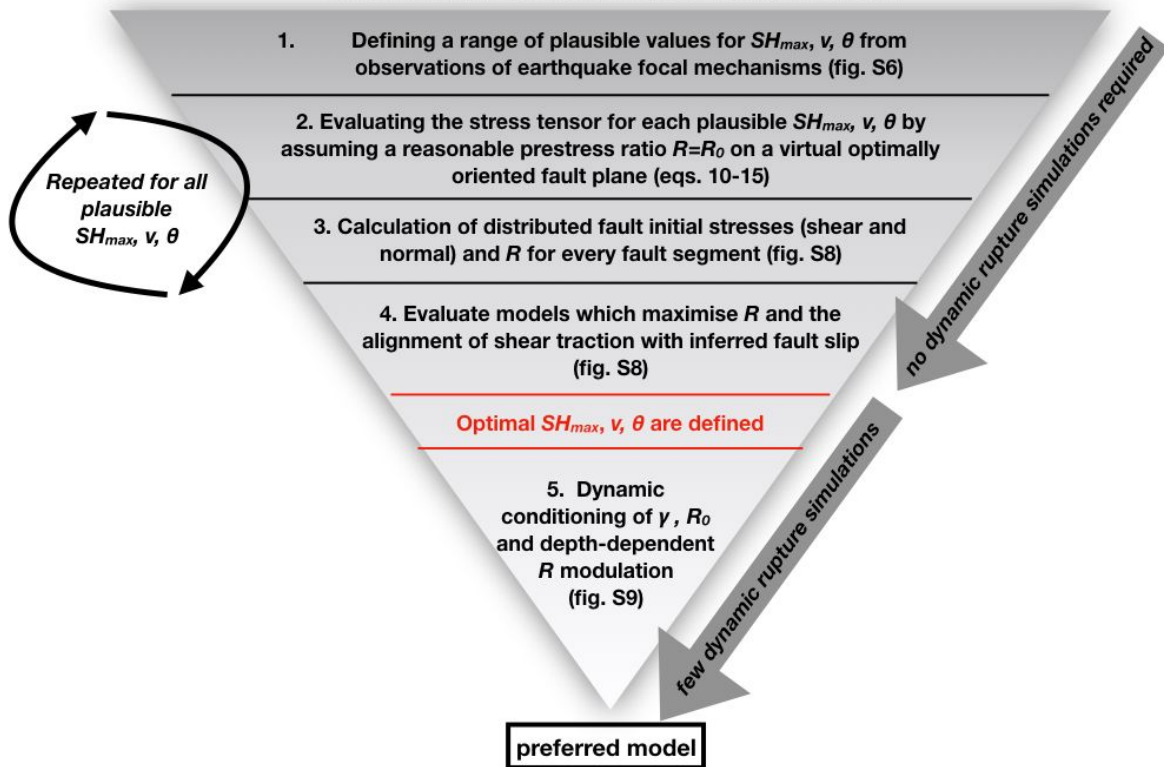 1. Defining a range of plausible values for SHmax, ν, θ from
observations of earthquake focal mechanisms (fig. S6)
2. Evaluating the stress tensor for each plausible SHmax, ν, θ by
assuming a reasonable prestress ratio R=R0 on a virtual optimally
oriented fault plane (eqs. 10-15)
Repeated for all
plausible
SHmax, ν, θ
3. Calculation of distributed fault initial stresses (shear and
normal) and R for every fault segment (fig. S8)
4. Evaluate models which maximise R and the
alignment of shear traction with inferred fault slip
(fig. S8)
no dynamic rupture simulations required
Optimal SHmax, ν, θ are defined
5. Dynamic
conditioning of γ , R0
and depth-dependent
R modulation
(fig. S9)
few dynamic rupture simulations
preferred model